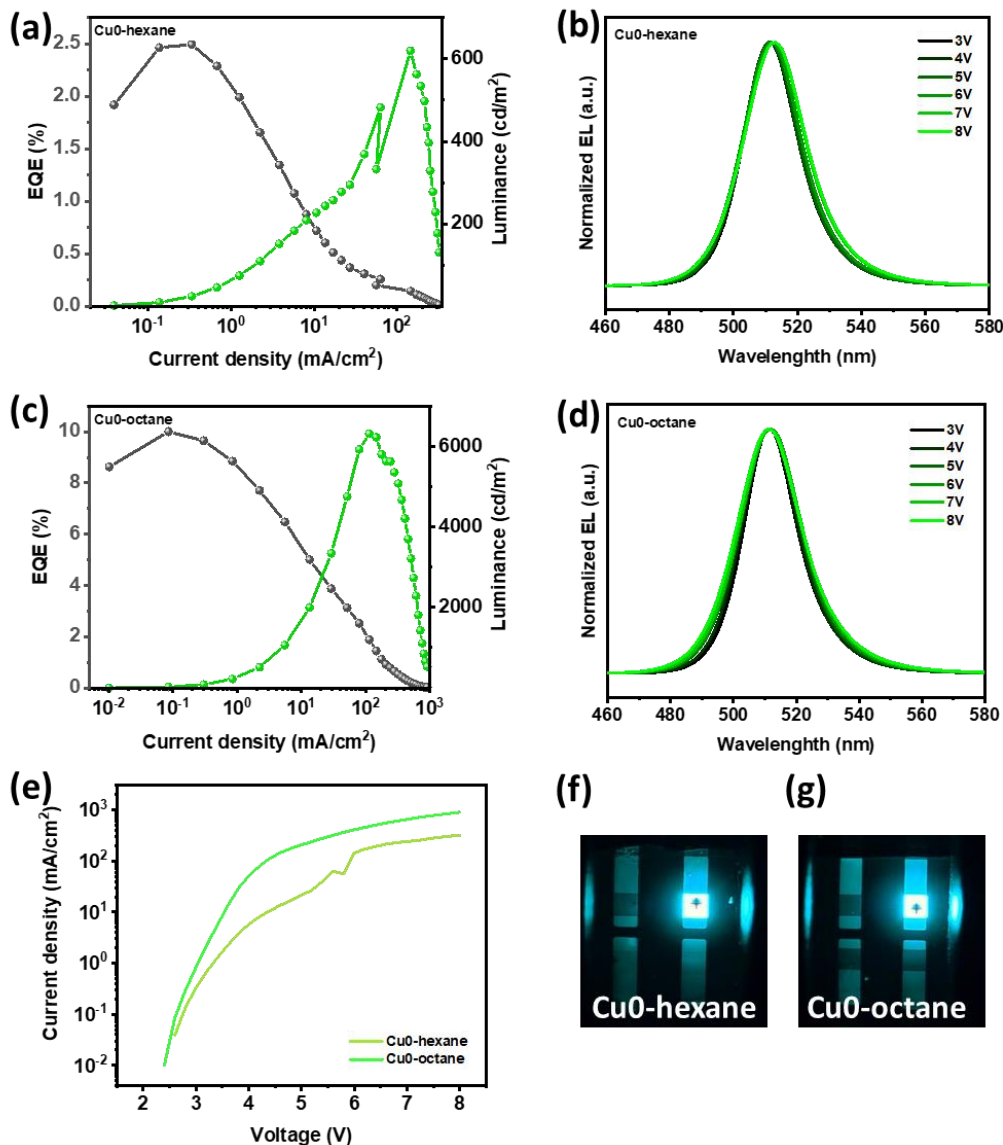 (a)
Cu0-hexane
2.5
2.0
1.5
1.0
0.5
0.0
EQE (%)
600
400
200
0
Luminance (cd/m²)
10⁻¹ 10⁰ 10¹ 10²
Current density (mA/cm²)
(b)
Cu0-hexane
3V
4V
5V
6V
7V
8V
Normalized EL (a.u.)
460 480 500 520 540 560 580
Wavelenghth (nm)
(c)
Cu0-octane
10
8
6
4
2
0
EQE (%)
6000
4000
2000
0
Luminance (cd/m²)
10⁻² 10⁻¹ 10⁰ 10¹ 10² 10³
Current density (mA/cm²)
(d)
Cu0-octane
3V
4V
5V
6V
7V
8V
Normalized EL (a.u.)
460 480 500 520 540 560 580
Wavelenghth (nm)
(e)
10³
10²
10¹
10⁰
10⁻¹
10⁻²
Current density (mA/cm²)
Cu0-hexane
Cu0-octane
2 3 4 5 6 7 8
Voltage (V)
(f)
Cu0-hexane
(g)
Cu0-octane